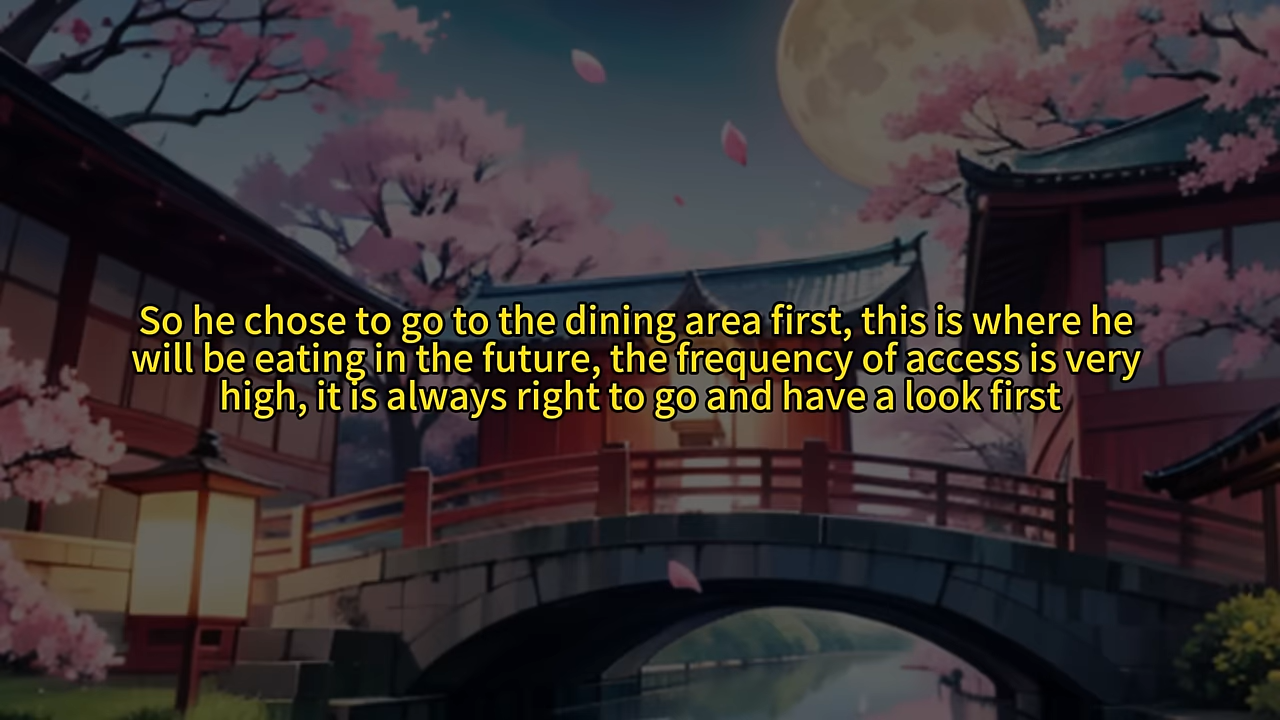 So he chose to go to the dining area first, this is where he
will be eating in the future, the frequency of access is very
high, it is always right to go and have a look first